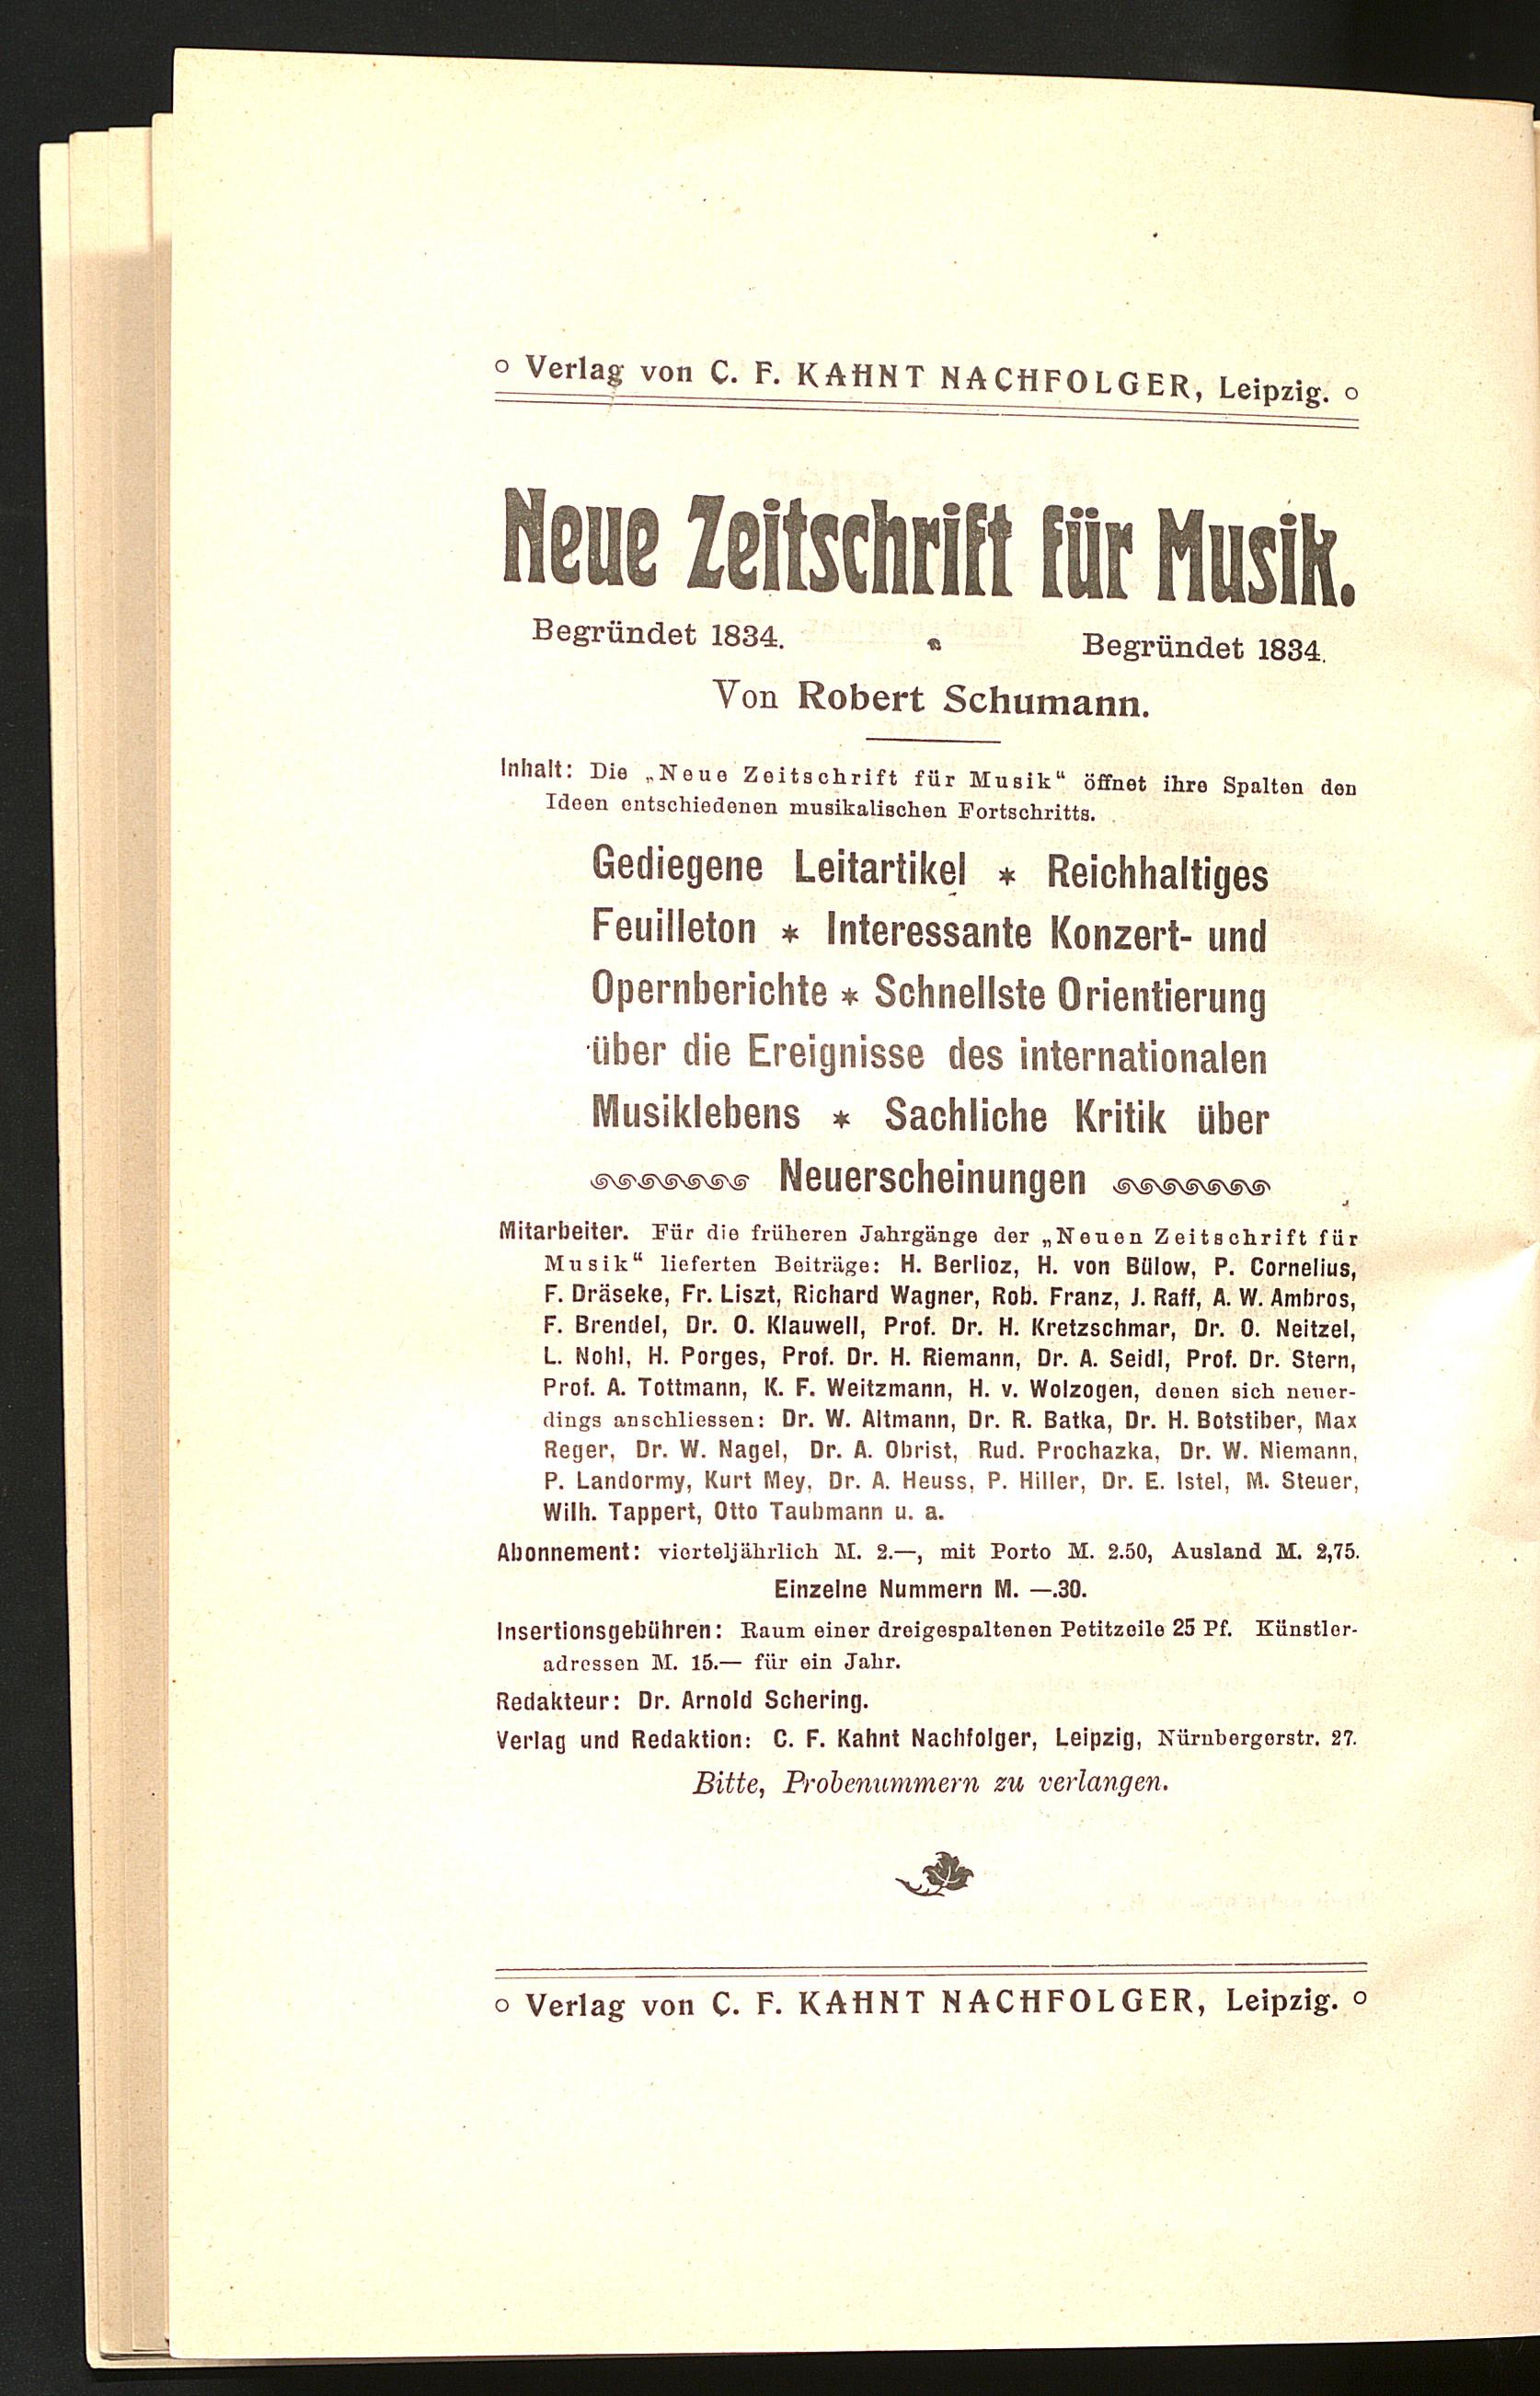 o Verlag von C. F. KAHNT NACHFOLGER, Leipzig. o
Neue Zeitschrift für Musik.
Begründet 1834. Begründet 1834.
Von Robert Schumann.
Inhalt: Die „Neue Zeitschrift für Musik“ öffnet ihre Spalten den
Ideen entschiedenen musikalischen Fortschritts.
Gediegene Leitartikel * Reichhaltiges
Feuilleton * Interessante Konzert- und
Opernberichte * Schnellste Orientierung
über die Ereignisse des internationalen
Musiklebens * Sachliche Kritik über
Neuerscheinungen
Mitarbeiter. Für die früheren Jahrgänge der „Neuen Zeitschrift für
Musik“ lieferten Beiträge: H. Berlioz, H. von Bülow, P. Cornelius,
F. Dräseke, Fr. Liszt, Richard Wagner, Rob. Franz, J. Raff, A. W. Ambros,
F. Brendel, Dr. O. Klauwell, Prof. Dr. H. Kretzschmar, Dr. O. Neitzel,
L. Nohl, H. Porges, Prof. Dr. H. Riemann, Dr. A. Seidl, Prof. Dr. Stern,
Prof. A. Tottmann, K. F. Weitzmann, H. v. Wolzogen, denen sich neuer-
dings anschliessen: Dr. W. Altmann, Dr. R. Batka, Dr. H. Botstiber, Max
Reger, Dr. W. Nagel, Dr. A. Obrist, Rud. Prochazka, Dr. W. Niemann,
P. Landormy, Kurt Mey, Dr. A. Heuss, P. Hiller, Dr. E. Istel, M. Steuer,
Wilh. Tappert, Otto Taubmann u. a.
Abonnement: vierteljährlich M. 2.—, mit Porto M. 2.50, Ausland M. 2,75.
Einzelne Nummern M. —.30.
Insertionsgebühren: Raum einer dreigespaltenen Petitzeile 25 Pf. Künstler-
adressen M. 15.— für ein Jahr.
Redakteur: Dr. Arnold Schering.
Verlag und Redaktion: C. F. Kahnt Nachfolger, Leipzig, Nürnbergerstr. 27.
Bitte, Probenummern zu verlangen.
o Verlag von C. F. KAHNT NACHFOLGER, Leipzig. o